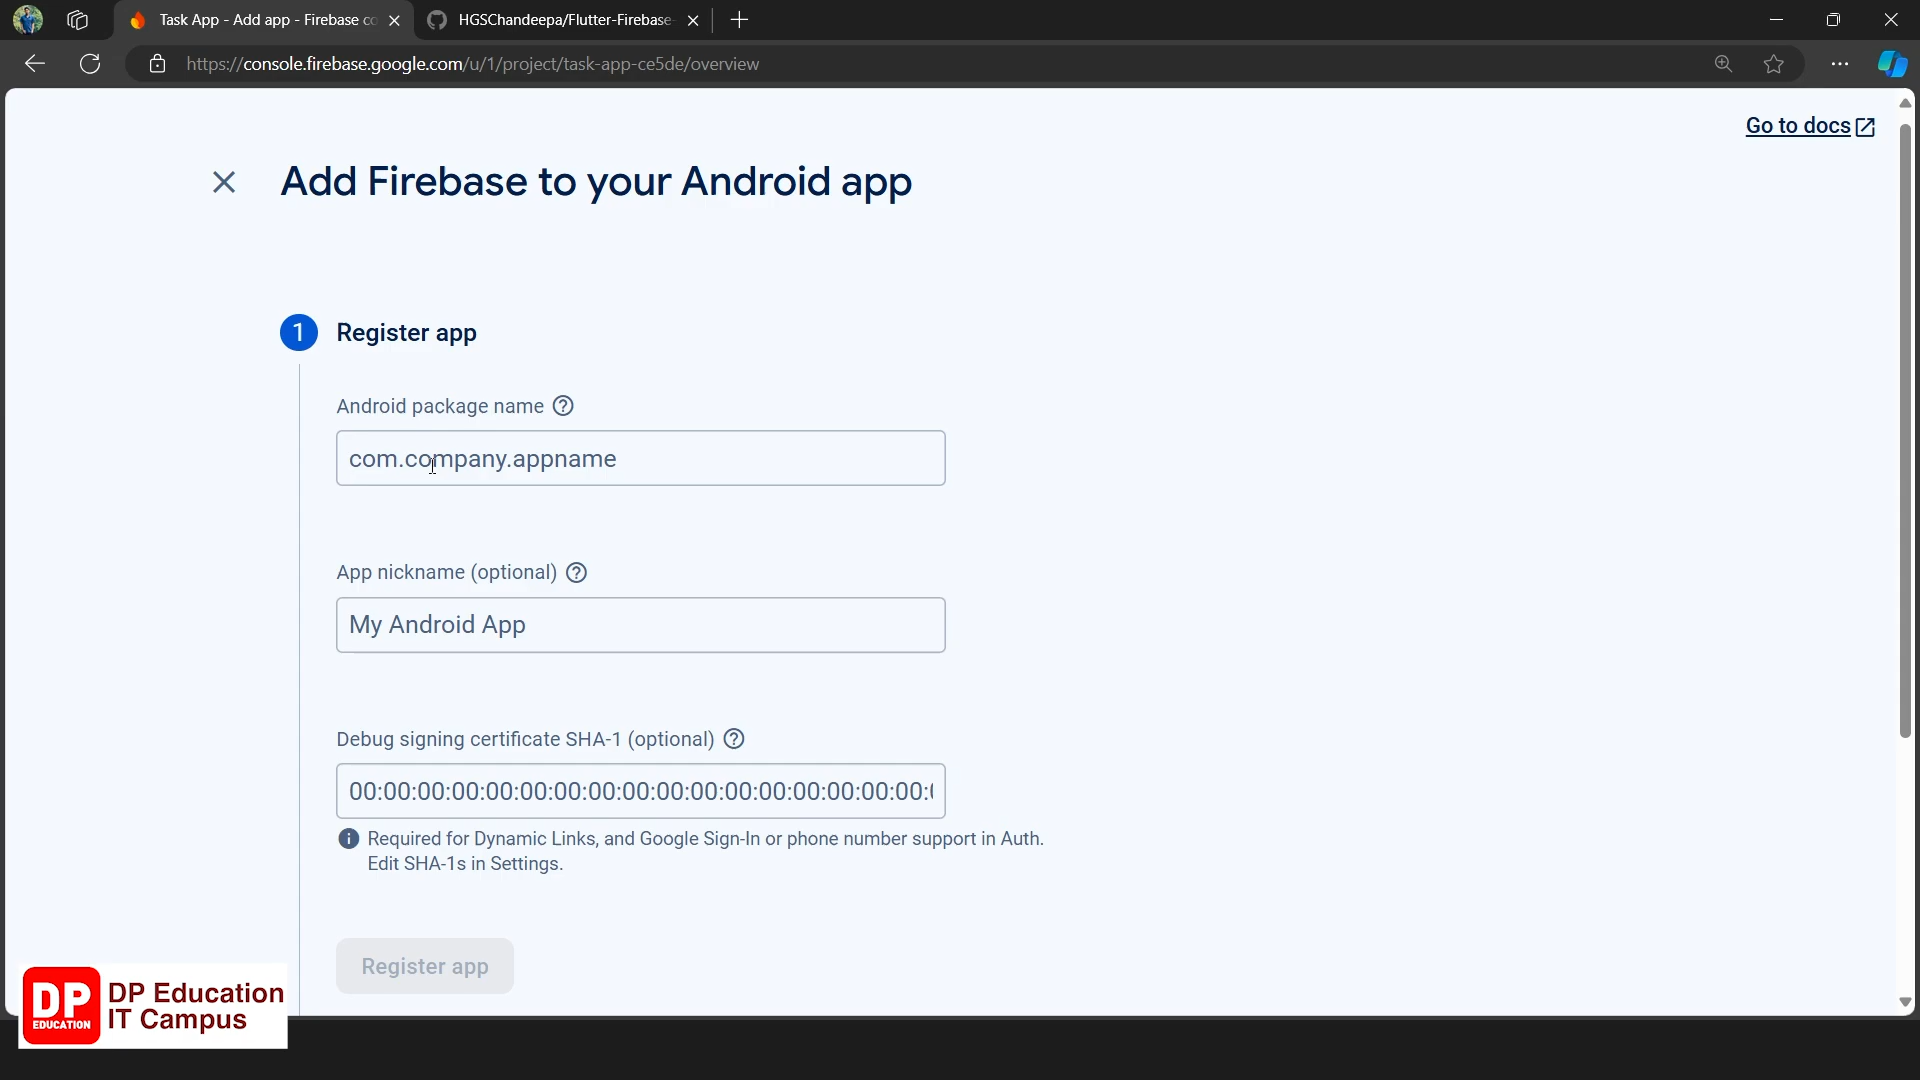 Task App - Add app - Firebase co
HGSChandeepa/Flutter-Firebase-
https://console.firebase.google.com/u/1/project/task-app-ce5de/overview
Go to docs
Add Firebase to your Android app
1 Register app
Android package name
com.company.appname
App nickname (optional)
My Android App
Debug signing certificate SHA-1 (optional)
00:00:00:00:00:00:00:00:00:00:00:00:00:00:00:00:00:
Required for Dynamic Links, and Google Sign-In or phone number support in Auth.
Edit SHA-1s in Settings.
Register app
DP
EDUCATION
DP Education
IT Campus